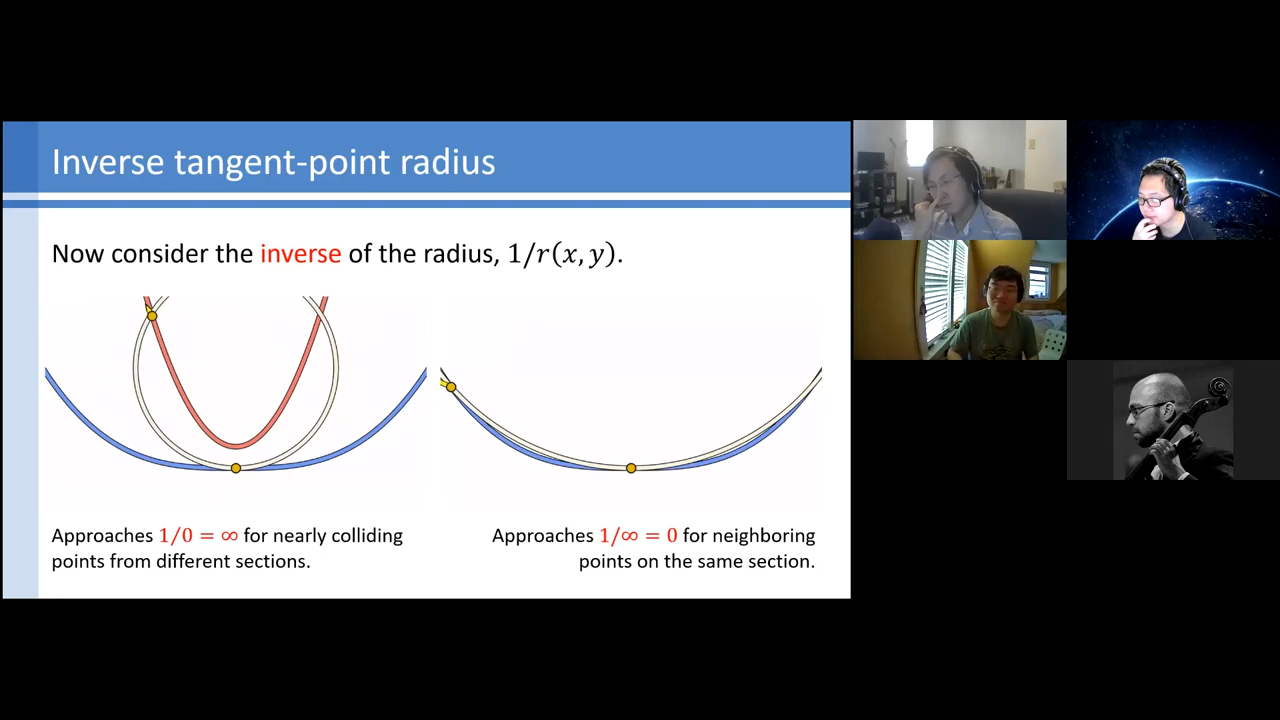 Inverse tangent-point radius
Now consider the inverse of the radius, 1/r(x, y).
Approaches 1/0 = ∞ for nearly colliding
points from different sections.
Approaches 1/∞ = 0 for neighboring
points on the same section.